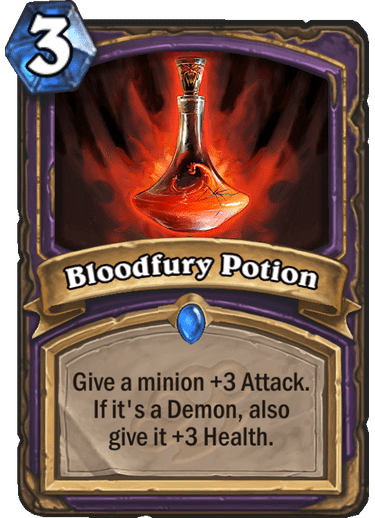 3
Bloodfury Potion
Give a minion +3 Attack.
If it's a Demon, also
give it +3 Health.